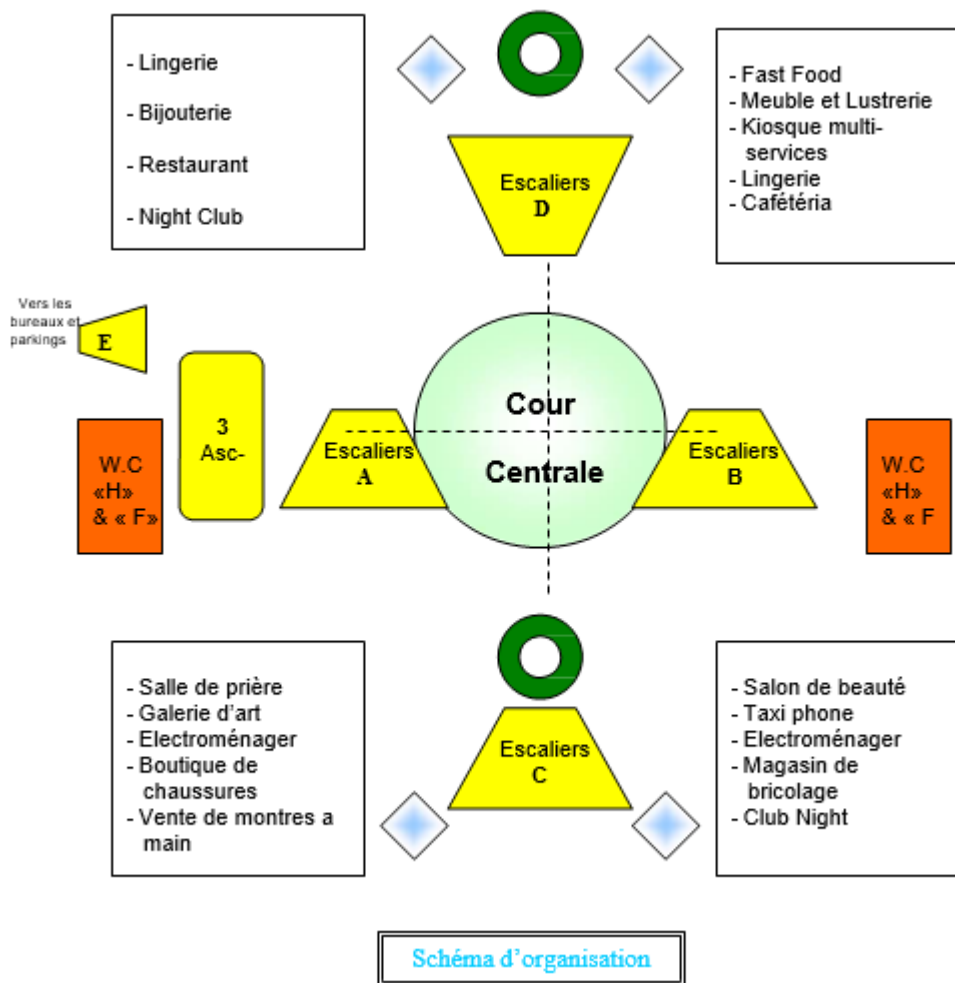 - Lingerie
- Bijouterie
- Restaurant
- Night Club
- Fast Food
- Meuble et Lustrerie
- Kiosque multi-
services
- Lingerie
- Cafétéria
Escaliers
D
Vers les
bureaux et
parkings
E
3
Asc-
W.C
«H»
& « F»
Escaliers
A
Cour
Centrale
Escaliers
B
W.C
«H»
& « F
- Salle de prière
- Galerie d'art
- Electroménager
- Boutique de
chaussures
- Vente de montres a
main
Escaliers
C
- Salon de beauté
- Taxi phone
- Electroménager
- Magasin de
bricolage
- Club Night
Schéma d'organisation